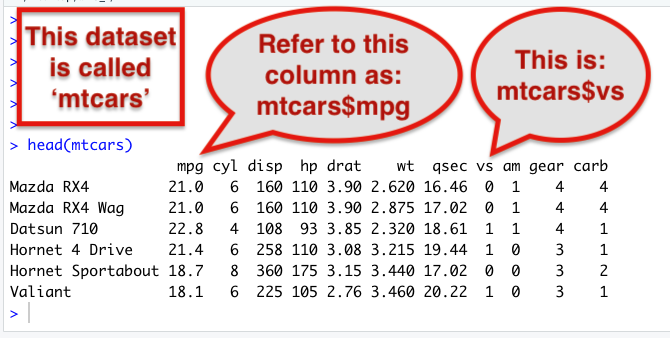 This dataset
is called
‘mtcars’
Refer to this
column as:
mtcars$mpg
This is:
mtcars$vs
>
>
>
>
>
>
> head(mtcars)
mpg cyl disp hp drat wt qsec vs am gear carb
Mazda RX4 21.0 6 160 110 3.90 2.620 16.46 0 1 4 4
Mazda RX4 Wag 21.0 6 160 110 3.90 2.875 17.02 0 1 4 4
Datsun 710 22.8 4 108 93 3.85 2.320 18.61 1 1 4 1
Hornet 4 Drive 21.4 6 258 110 3.08 3.215 19.44 1 0 3 1
Hornet Sportabout 18.7 8 360 175 3.15 3.440 17.02 0 0 3 2
Valiant 18.1 6 225 105 2.76 3.460 20.22 1 0 3 1
>